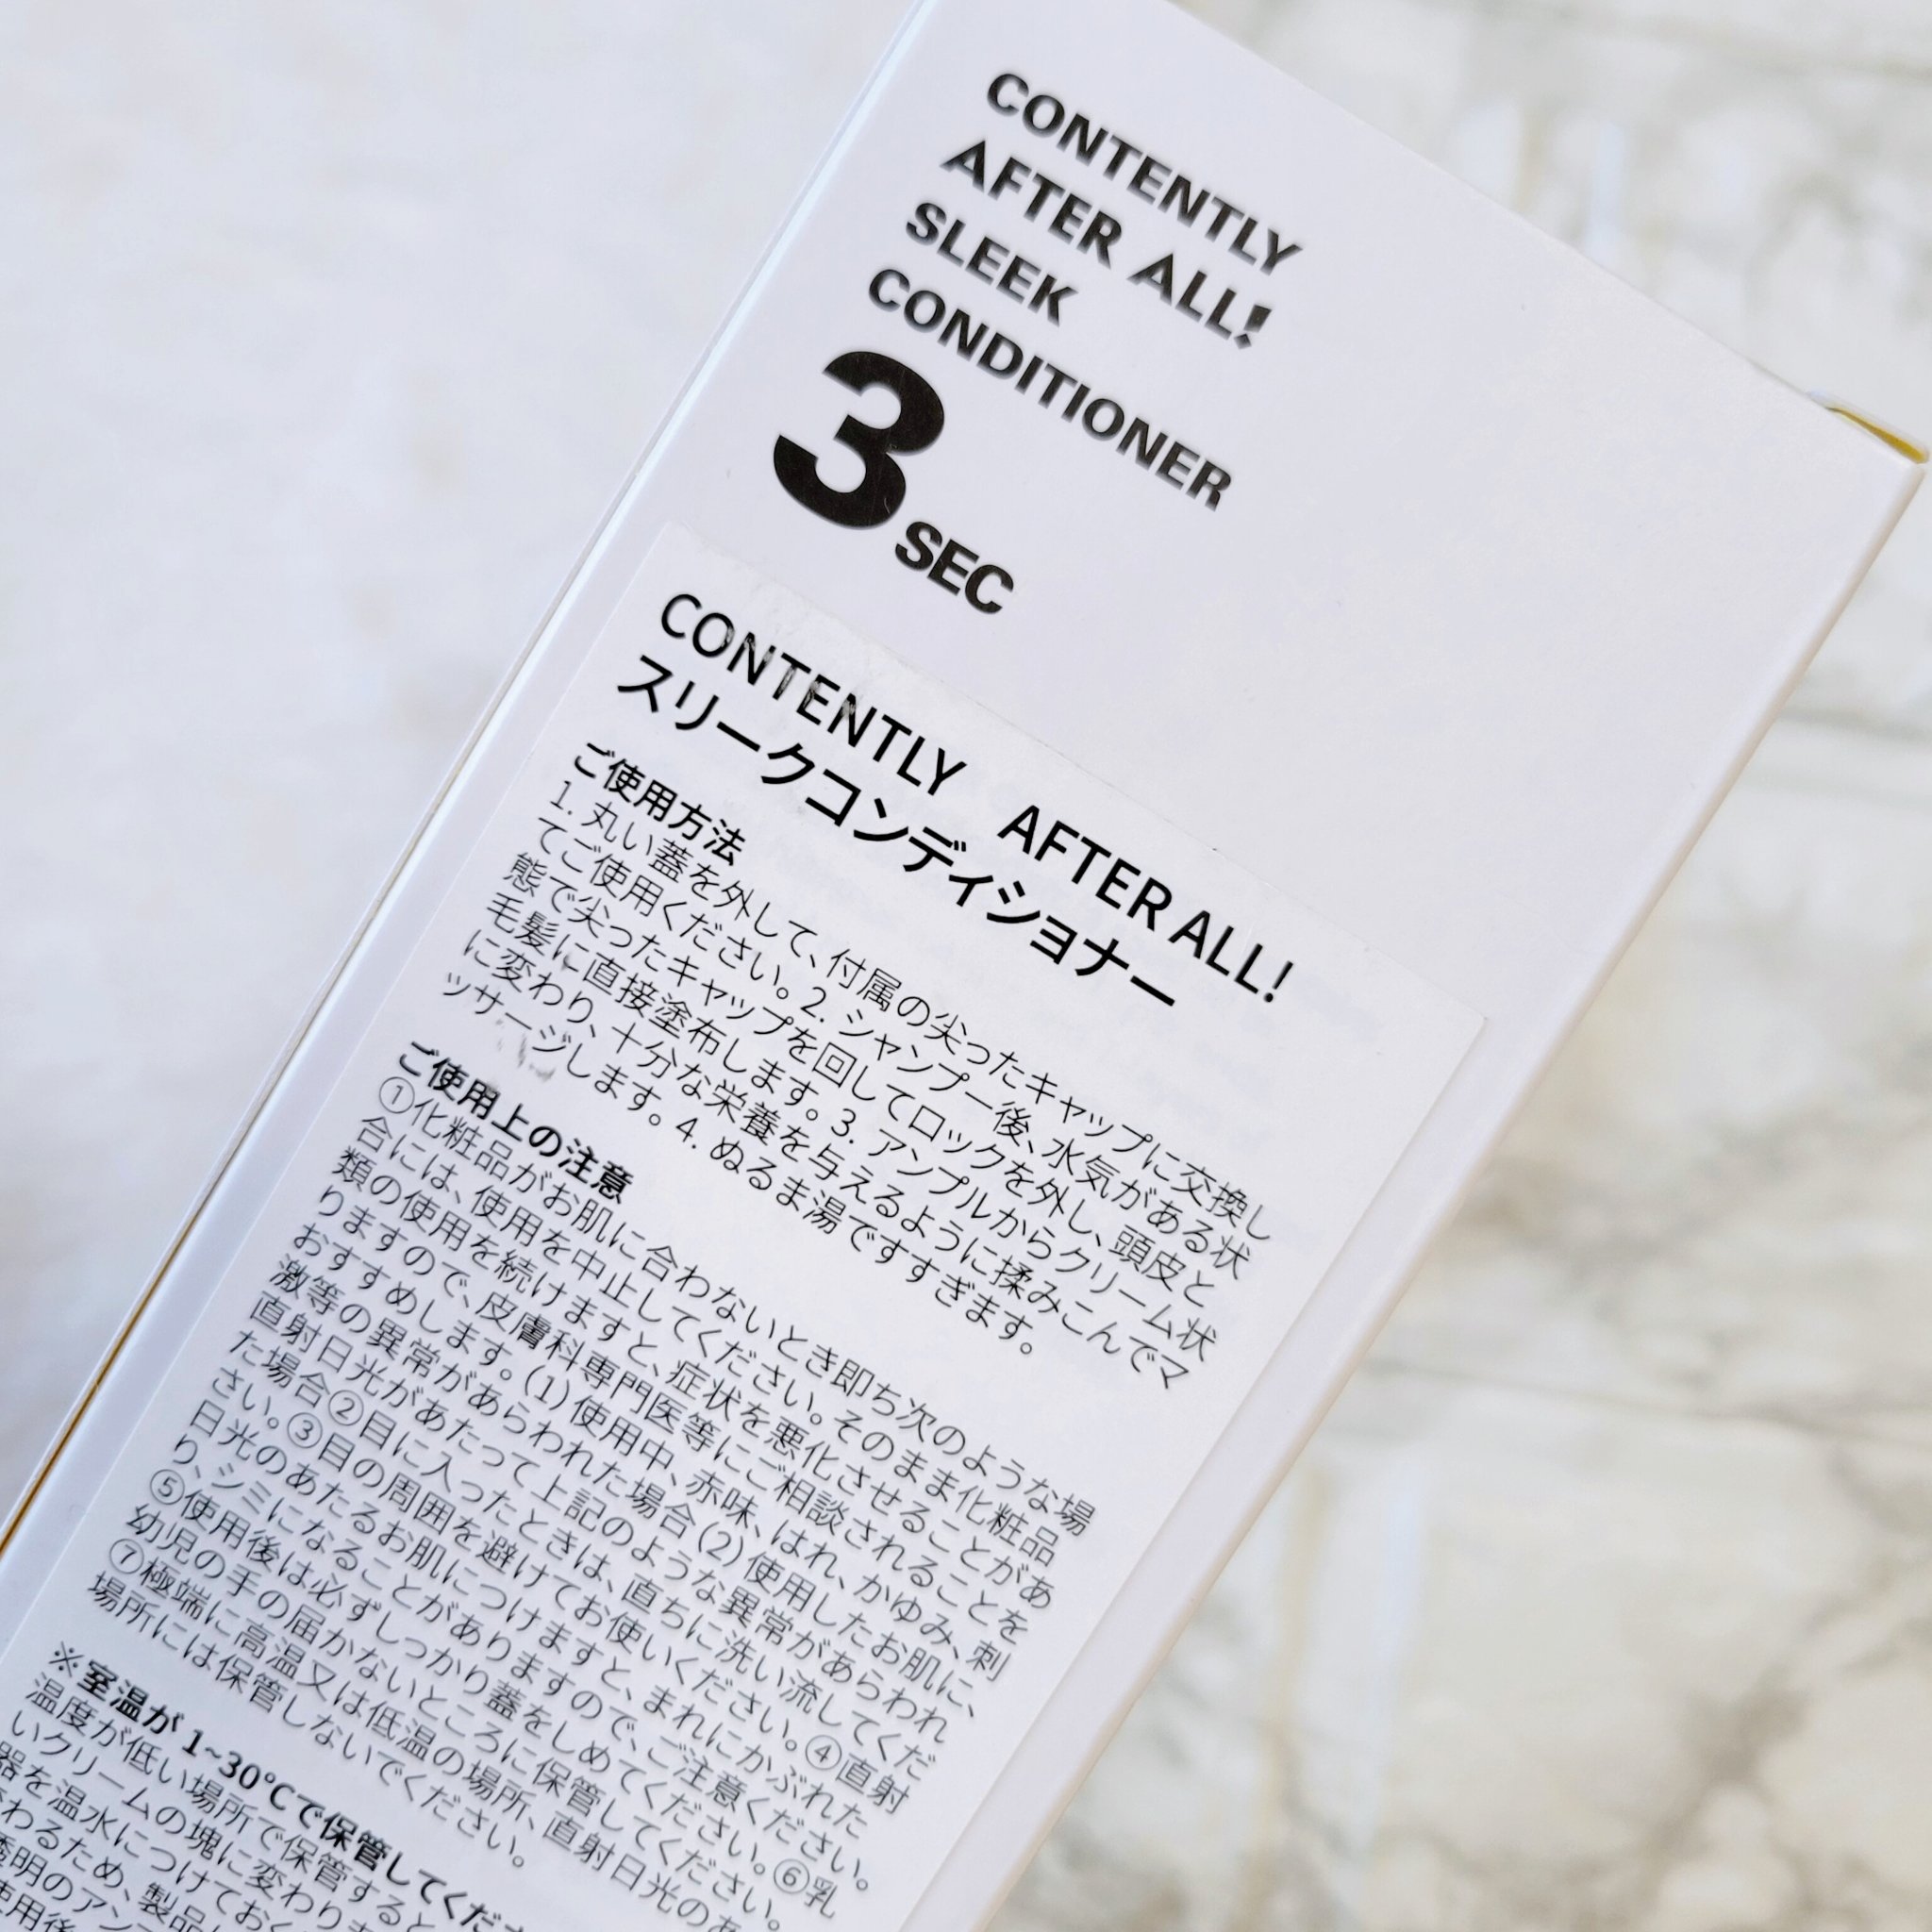 CONTENTLY
AFTER ALL!
SLEEK
CONDITIONER
3 SEC
CONTENTLY AFTER ALL!
スリークコンディショナー
ご使用方法
1. 丸い蓋を外して、付属の尖ったキャップに交換し
てご使用ください。2. シャンプー後、水気がある状
態で尖ったキャップを回してロックを外し、頭皮と
毛髪に直接塗布します。3. アンプルからクリーム状
に変わり、十分な栄養を与えるように揉みこんでマ
ッサージします。4. ぬるま湯ですすぎます。
ご使用上の注意
①化粧品がお肌に合わないとき即ち次のような場
合には、使用を中止してください。そのまま化粧品
類の使用を続けますと、症状を悪化させることがあ
りますので、皮膚科専門医等にご相談されることを
おすすめします。(1)使用中、赤味、はれ、かゆみ、刺
激等の異常があらわれた場合(2)使用したお肌に、
直射日光があたって上記のような異常があらわれ
た場合②目に入ったときは、直ちに洗い流してくだ
さい。③目の周囲を避けてお使いください。④直射
日光のあたるお肌につけますと、まれにかぶれた
り、シミになることがありますので、ご注意ください。
⑤使用後は必ずしっかり蓋をしめてください。⑥乳
幼児の手の届かないところに保管してください。
⑦極端に高温又は低温の場所、直射日光のあ
場所には保管しないでください。
※室温が1~30℃で保管してくださ
温度が低い場所で保管すると
いクリームの塊に変わりま
器を温水につけておく
わるため、製品
透明のアン
使用後